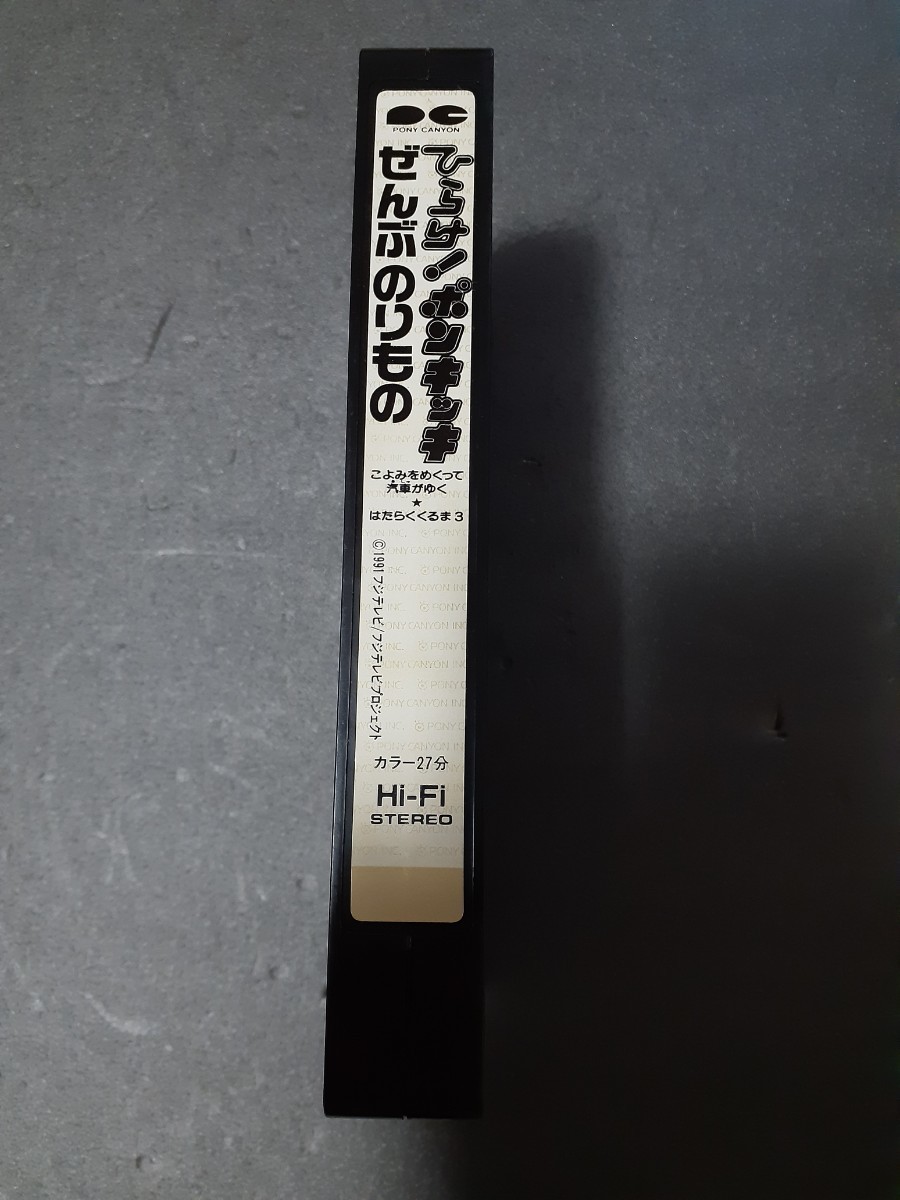 PONY CANYON
ひらけ!ポンキッキ
ぜんぶのりもの
こよみをめくって
汽車がゆく
★
はたらくくるま3
©1991 フジテレビ/フジテレビプロジェクト
カラー27分
Hi-Fi
STEREO